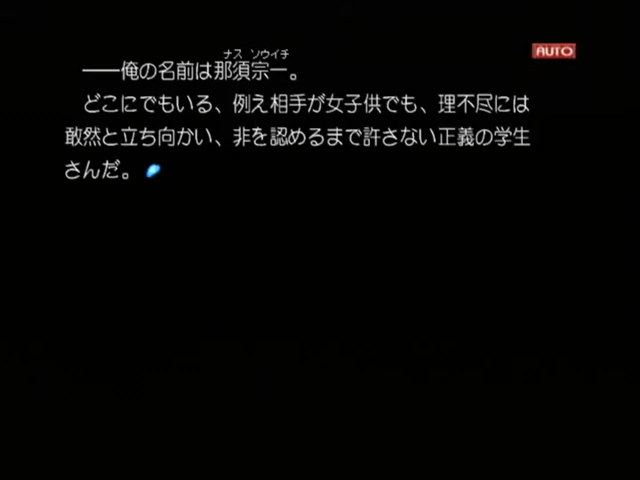 ナス ソウイチ
AUTO
――俺の名前は那須宗一。
どこにでもいる、例え相手が女子供でも、理不尽には
敢然と立ち向かい、非を認めるまで許さない正義の学生
さんだ。